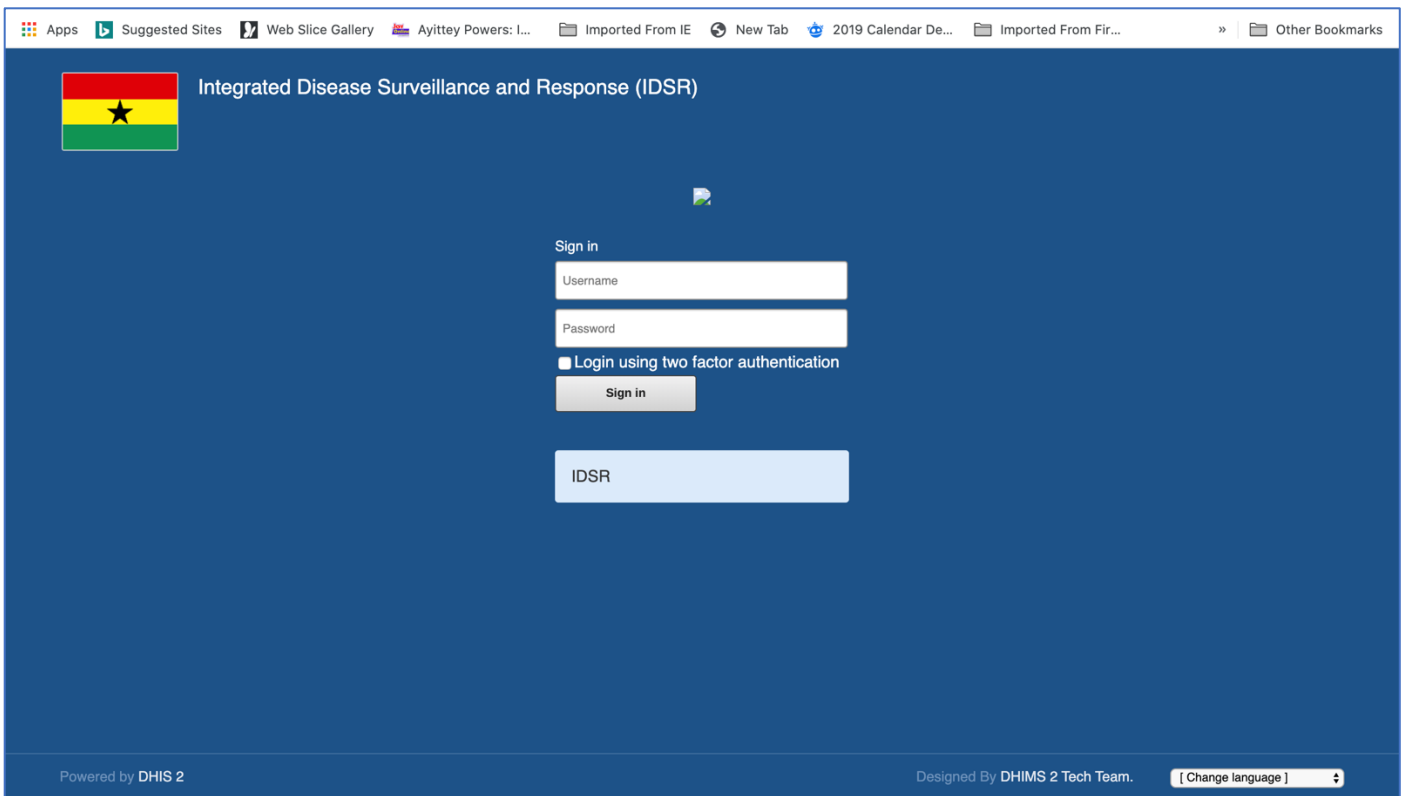 Apps Suggested Sites Web Slice Gallery Ayittey Powers: I... Imported From IE New Tab 2019 Calendar De... Imported From Fir... » Other Bookmarks
Integrated Disease Surveillance and Response (IDSR)
Sign in
Username
Password
Login using two factor authentication
Sign in
IDSR
Powered by DHIS 2 Designed By DHIMS 2 Tech Team. [ Change language ]